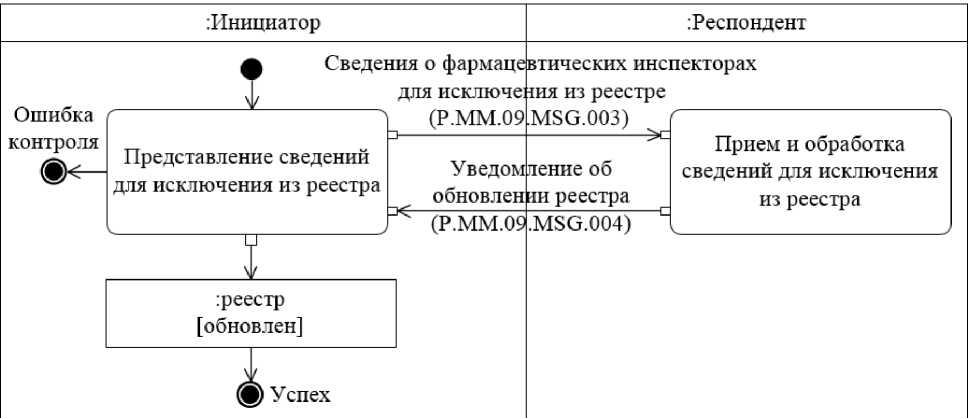 :Инициатор
:Респондент
Сведения о фармацевтических инспекторах
для исключения из реестре
(P.MM.09.MSG.003)
Ошибка
контроля
Представление сведений
для исключения из реестра
Прием и обработка
сведений для исключения
из реестра
Уведомление об
обновлении реестра
(P.MM.09.MSG.004)
:реестр
[обновлен]
Успех